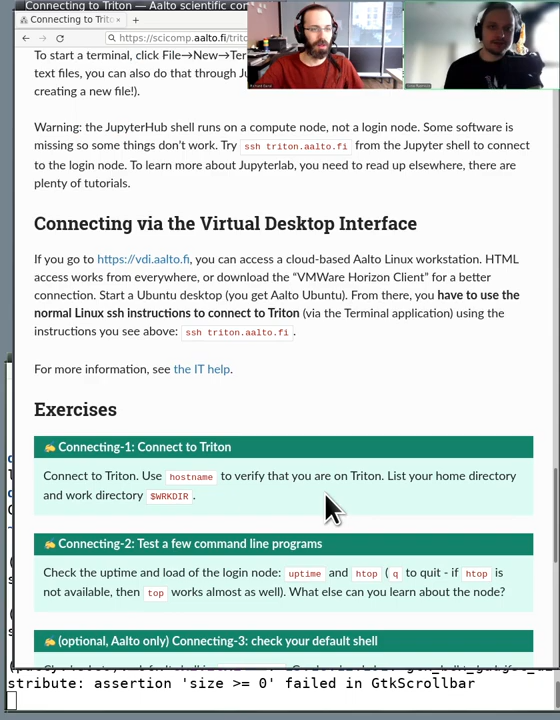 Connecting to Triton — Aalto scientific co
Connecting to Triton
https://scicomp.aalto.fi/trito
To start a terminal, click File→New→Ter
text files, you can also do that through Ju
creating a new file!).
Warning: the JupyterHub shell runs on a compute node, not a login node. Some software is
missing so some things don't work. Try ssh triton.aalto.fi from the Jupyter shell to connect
to the login node. To learn more about Jupyterlab, you need to read up elsewhere, there are
plenty of tutorials.
Connecting via the Virtual Desktop Interface
If you go to https://vdi.aalto.fi, you can access a cloud-based Aalto Linux workstation. HTML
access works from everywhere, or download the “VMWare Horizon Client” for a better
connection. Start a Ubuntu desktop (you get Aalto Ubuntu). From there, you have to use the
normal Linux ssh instructions to connect to Triton (via the Terminal application) using the
instructions you see above: ssh triton.aalto.fi.
For more information, see the IT help.
Exercises
✍ Connecting-1: Connect to Triton
Connect to Triton. Use hostname to verify that you are on Triton. List your home directory
and work directory $WRKDIR.
✍ Connecting-2: Test a few command line programs
Check the uptime and load of the login node: uptime and htop ( q to quit - if htop is
not available, then top works almost as well). What else can you learn about the node?
✍ (optional, Aalto only) Connecting-3: check your default shell
stribute: assertion 'size >= 0' failed in GtkScrollbar